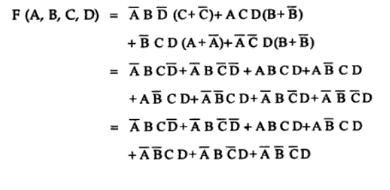 F (A, B, C, D) = A̅ B D̅ (C+C̅)+ A C D(B+B̅)
+ B̅ C D (A+A̅)+A̅ C̅ D(B+B̅)
= A̅ B C D̅+A̅ B C̅ D̅ + A B C D+A B̅ C D
+A B̅ C D+A̅ B̅ C D+A̅ B C̅ D+A̅ B̅ C̅ D
= A̅ B C D̅+A̅ B C̅ D̅ + A B C D+A B̅ C D
+A̅ B̅ C D+A̅ B C̅ D+A̅ B̅ C̅ D